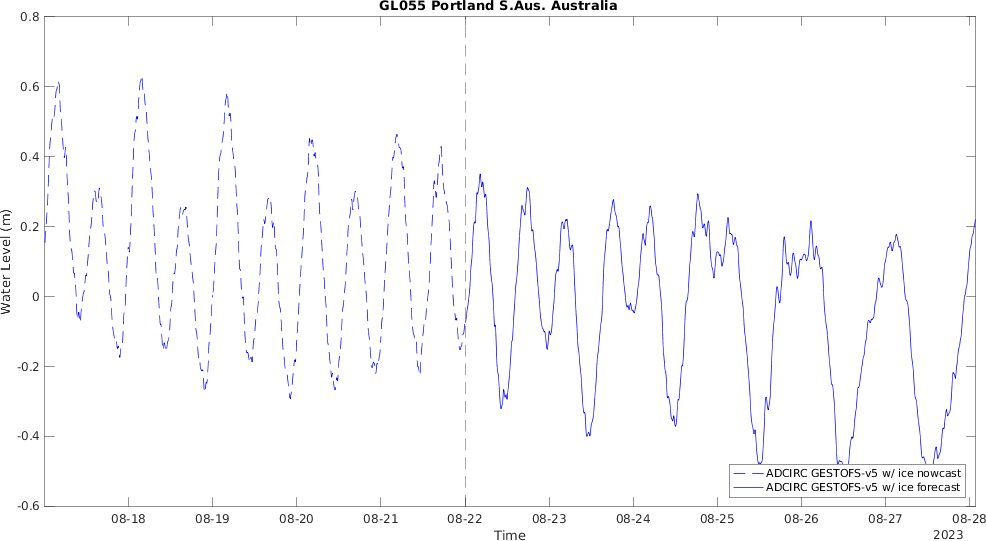 GL055 Portland S.Aus. Australia
0.8
0.6
0.4
0.2
0
-0.2
-0.4
-0.6
Water Level (m)
ADCIRC GESTOFS-v5 w/ ice nowcast
ADCIRC GESTOFS-v5 w/ ice forecast
08-18 08-19 08-20 08-21 08-22 08-23 08-24 08-25 08-26 08-27 08-28
Time
2023